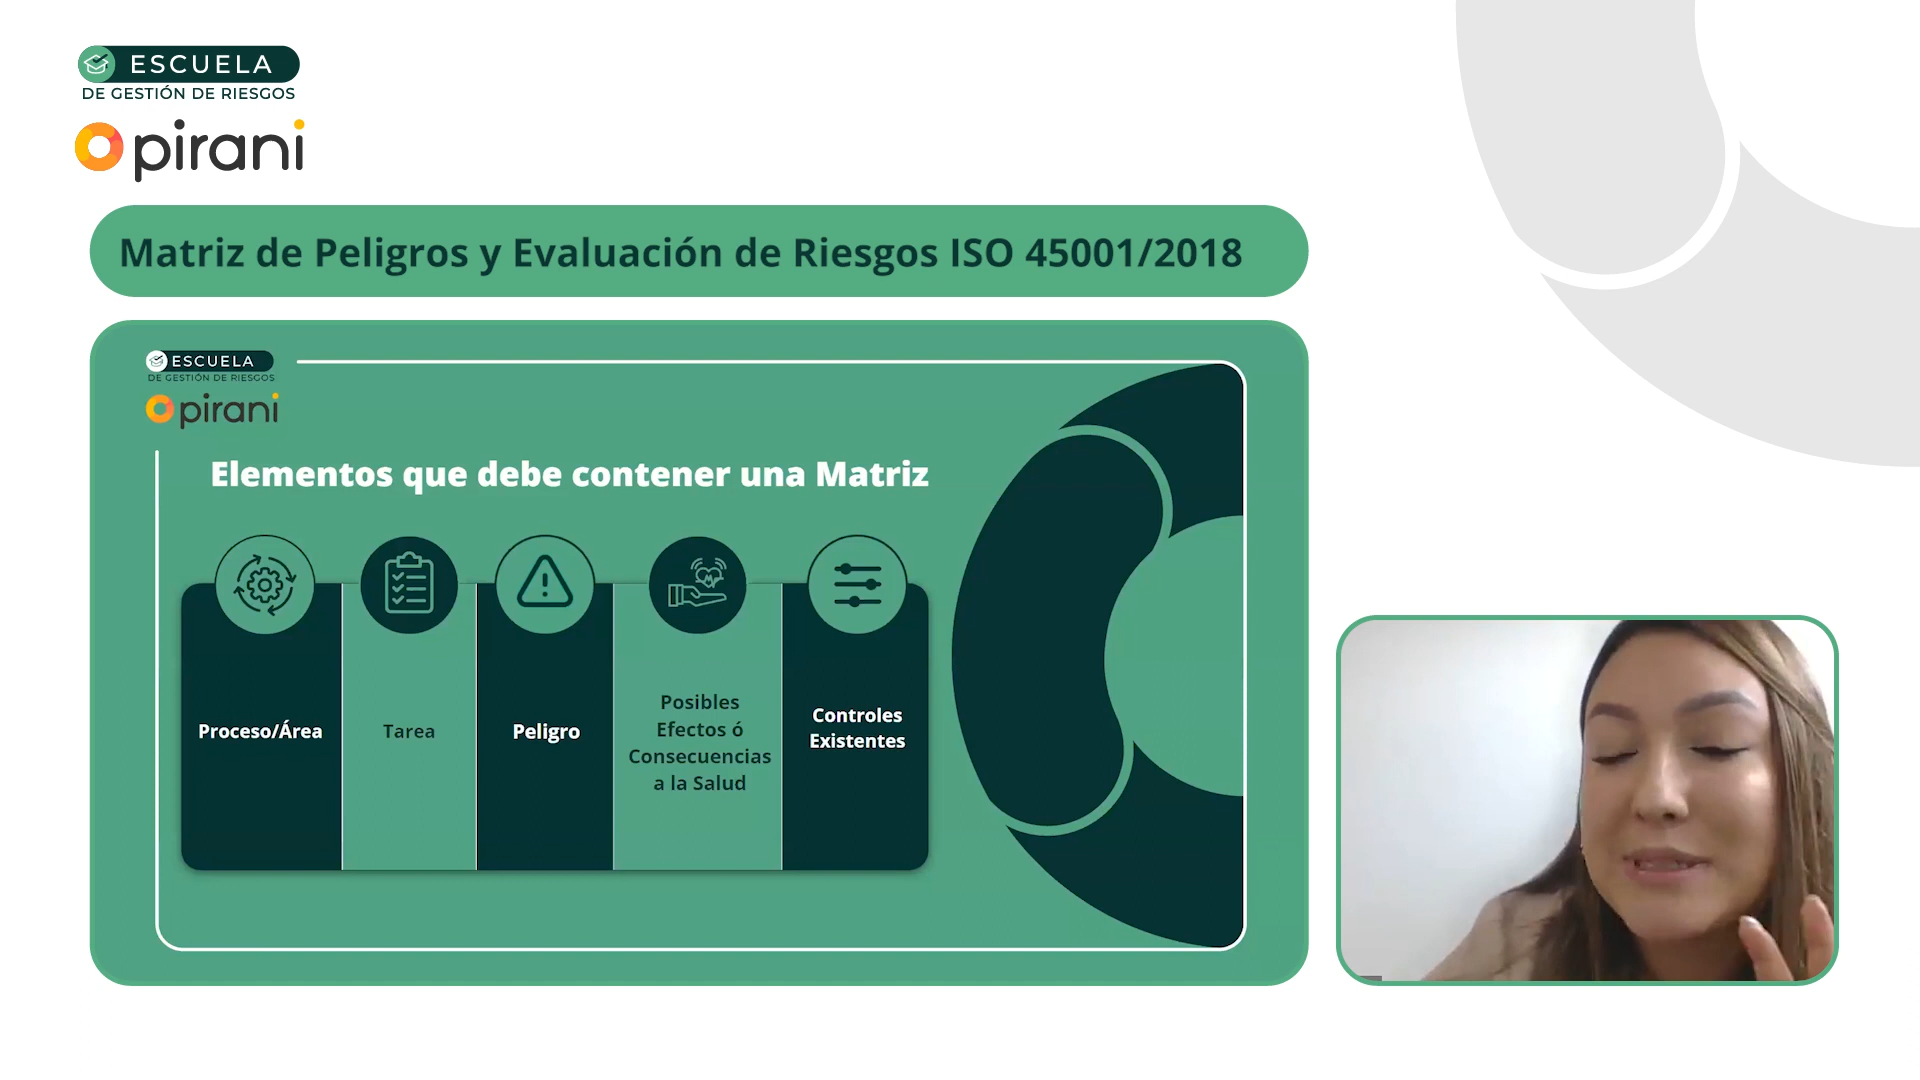 ESCUELA
DE GESTIÓN DE RIESGOS
pirani
Matriz de Peligros y Evaluación de Riesgos ISO 45001/2018
ESCUELA
DE GESTIÓN DE RIESGOS
pirani
Elementos que debe contener una Matriz
Proceso/Área
Tarea
Peligro
Posibles
Efectos ó
Consecuencias
a la Salud
Controles
Existentes